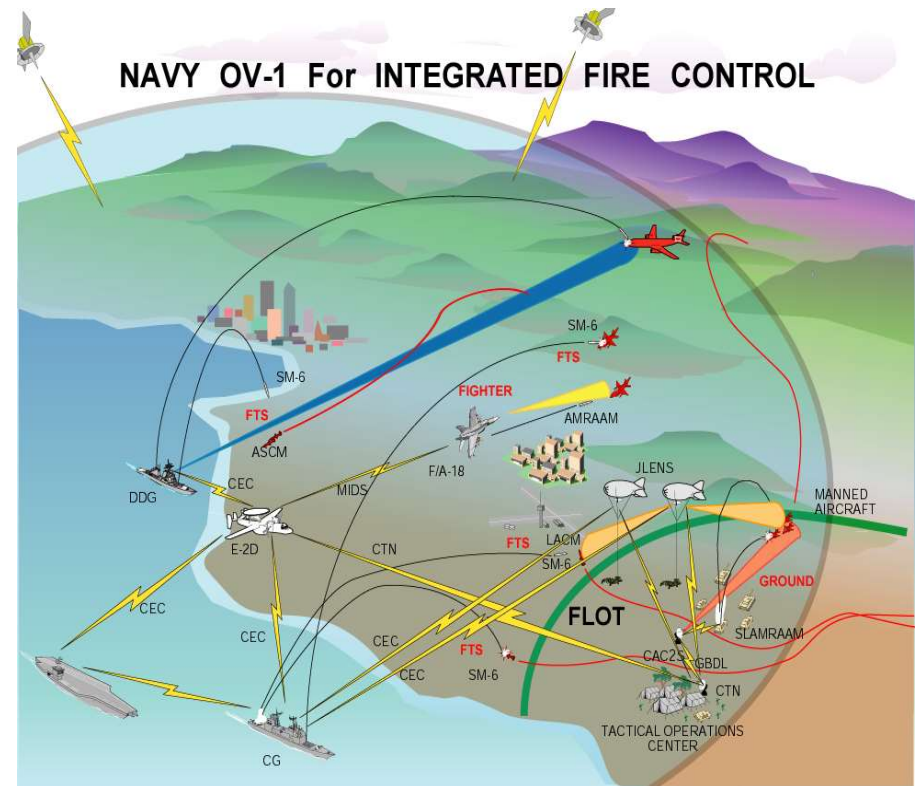 NAVY OV-1 For INTEGRATED FIRE CONTROL
SM-6
FTS
SM-6
FIGHTER
FTS
AMRAAM
ASCM
F/A-18
JLENS
CEC
MIDS
DDG
MANNED
AIRCRAFT
E-2D
CTN
FTS
LACM
SM-6
GROUND
CEC
FLOT
SLAMRAAM
CEC
CEC
CEC
FTS
SM-6
CAC2S
GBDL
CTN
TACTICAL OPERATIONS
CENTER
CG